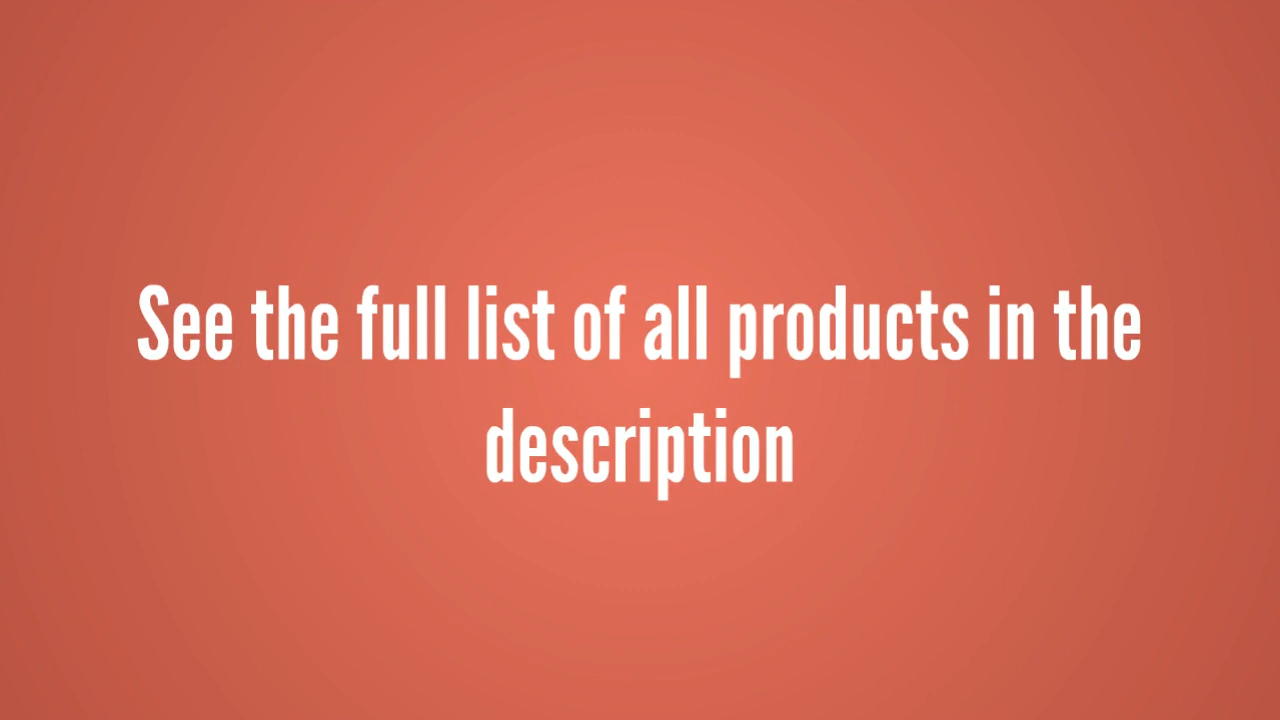 See the full list of all products in the
description